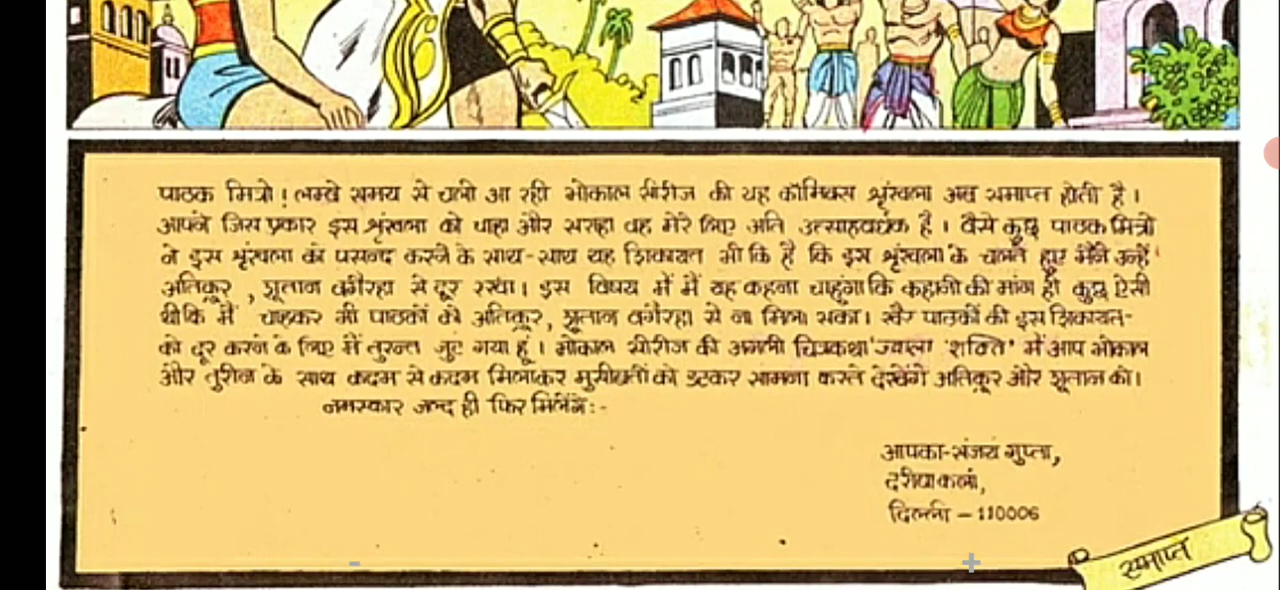 पाठक मित्रो! लम्बे समय से चली आ रही भोकाल सीरीज की यह कॉमिक्स श्रृंखला अब समाप्त होती है।
आपने जिस प्रकार इस श्रृंखला को चाहा और सराहा वह मेरे लिए अति उत्साहवर्धक है। वैसे कुछ पाठक मित्रो
ने इस श्रृंखला को पसन्द करने के साथ-साथ यह शिकायत भी कि है कि इस श्रृंखला के चलते हुए मैंने उन्हें
अतिक्रूर, शूतान वगैरहा से दूर रखा। इस विषय में मैं यह कहना चाहूंगा कि कहानी की मांग ही कुछ ऐसी
थी कि मैं चाहकर भी पाठकों को अतिक्रूर, शूतान वगैरहा से ना मिला सका। खैर पाठकों की इस शिकायत-
को दूर करने के लिए मैं तुरन्त जुट गया हूं। भोकाल सीरीज की अगली चित्रकथा 'ज्वाला शक्ति' में आप भोकाल
और तुरीन के साथ कदम से कदम मिलाकर मुसीबतों को डटकर सामना करते देखेंगे अतिक्रूर और शूतान को।
नमस्कार जल्द ही फिर मिलेंगे:-
आपका-संजय गुप्ता,
दरीबा कलां,
दिल्ली - 110006
समाप्त